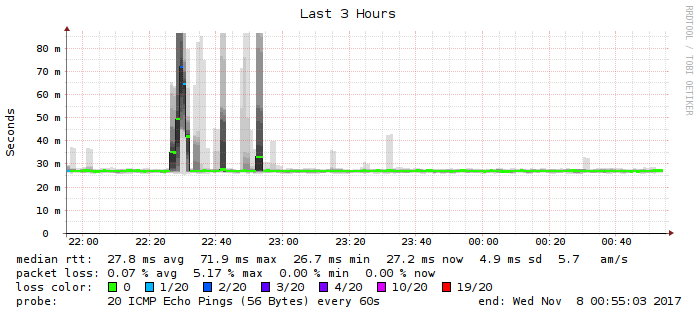 Last 3 Hours
RRDTOOL / TOBI OETIKER
Seconds
80 m
70 m
60 m
50 m
40 m
30 m
20 m
10 m
0
22:00 22:20 22:40 23:00 23:20 23:40 00:00 00:20 00:40
median rtt: 27.8 ms avg 71.9 ms max 26.7 ms min 27.2 ms now 4.9 ms sd 5.7 am/s
packet loss: 0.07 % avg 5.17 % max 0.00 % min 0.00 % now
loss color: 0 1/20 2/20 3/20 4/20 10/20 19/20
probe: 20 ICMP Echo Pings (56 Bytes) every 60s end: Wed Nov 8 00:55:03 2017